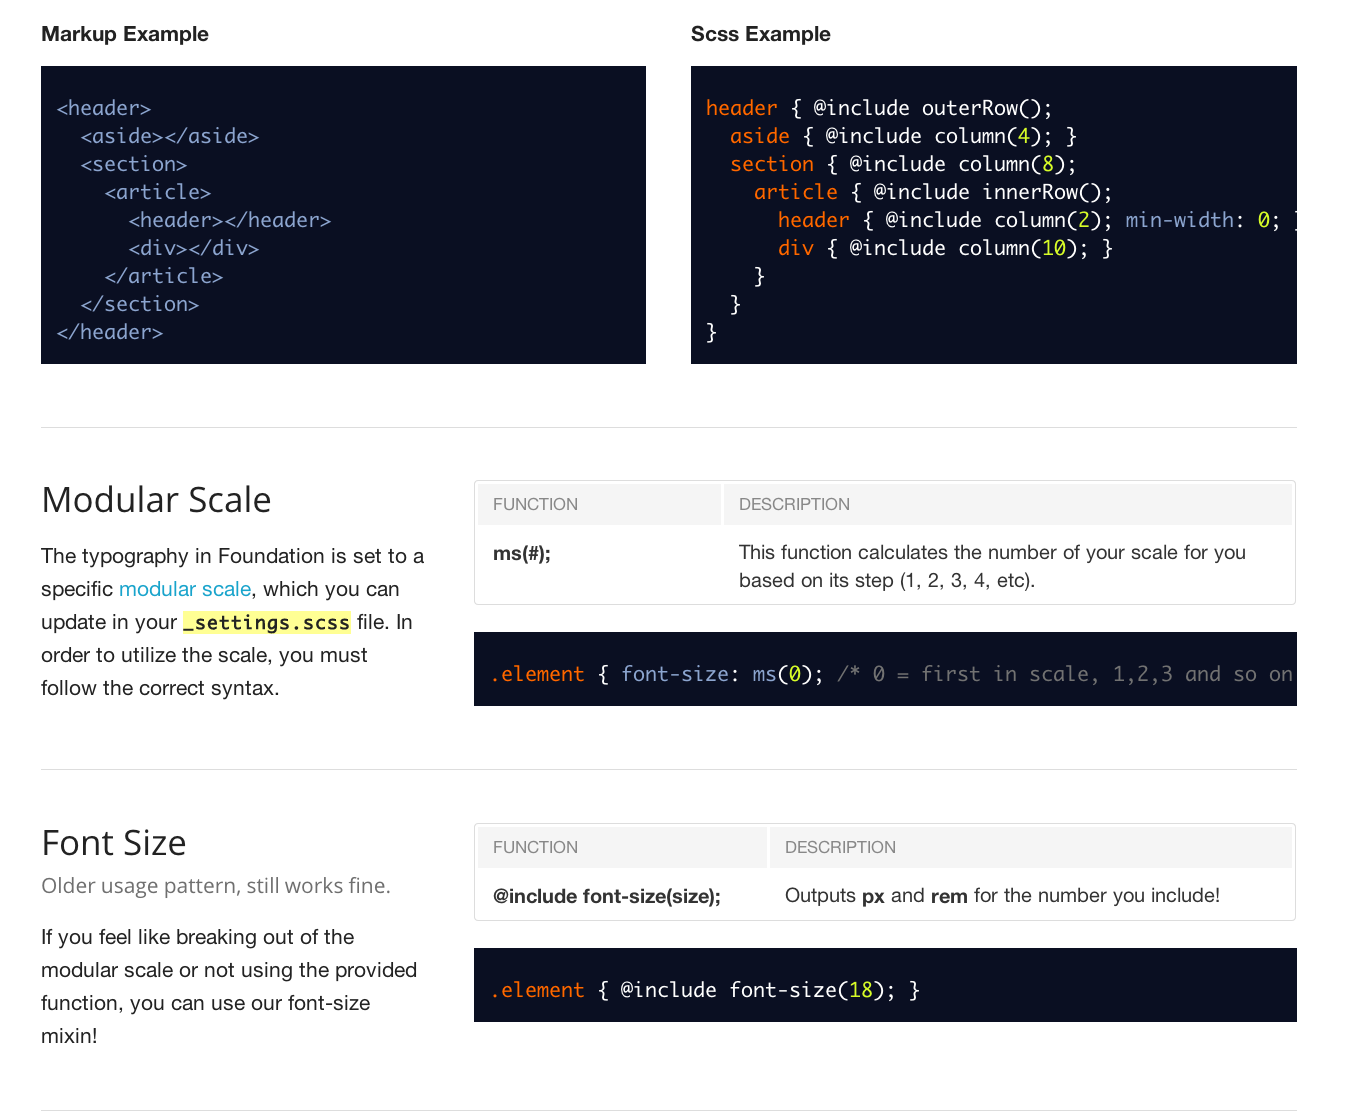 Markup Example
<header>
  <aside></aside>
  <section>
    <article>
      <header></header>
      <div></div>
    </article>
  </section>
</header>
Scss Example
header { @include outerRow();
  aside { @include column(4); }
  section { @include column(8);
    article { @include innerRow();
      header { @include column(2); min-width: 0; }
      div { @include column(10); }
    }
  }
}
Modular Scale
The typography in Foundation is set to a
specific modular scale, which you can
update in your _settings.scss file. In
order to utilize the scale, you must
follow the correct syntax.
FUNCTION DESCRIPTION
ms(#); This function calculates the number of your scale for you
based on its step (1, 2, 3, 4, etc).
.element { font-size: ms(0); /* 0 = first in scale, 1,2,3 and so on
Font Size
Older usage pattern, still works fine.
If you feel like breaking out of the
modular scale or not using the provided
function, you can use our font-size
mixin!
FUNCTION DESCRIPTION
@include font-size(size); Outputs px and rem for the number you include!
.element { @include font-size(18); }